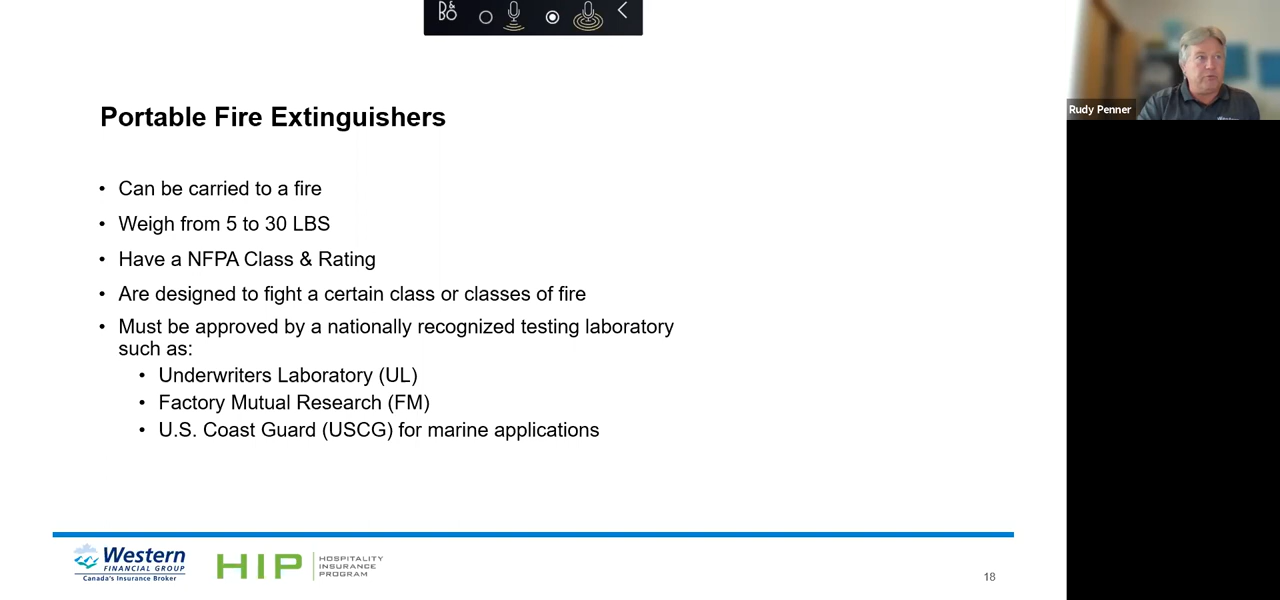 B&O
Rudy Penner
Portable Fire Extinguishers
• Can be carried to a fire
• Weigh from 5 to 30 LBS
• Have a NFPA Class & Rating
• Are designed to fight a certain class or classes of fire
• Must be approved by a nationally recognized testing laboratory
such as:
• Underwriters Laboratory (UL)
• Factory Mutual Research (FM)
• U.S. Coast Guard (USCG) for marine applications
Western
FINANCIAL GROUP
Canada's Insurance Broker
HIP
HOSPITALITY
INSURANCE
PROGRAM
18